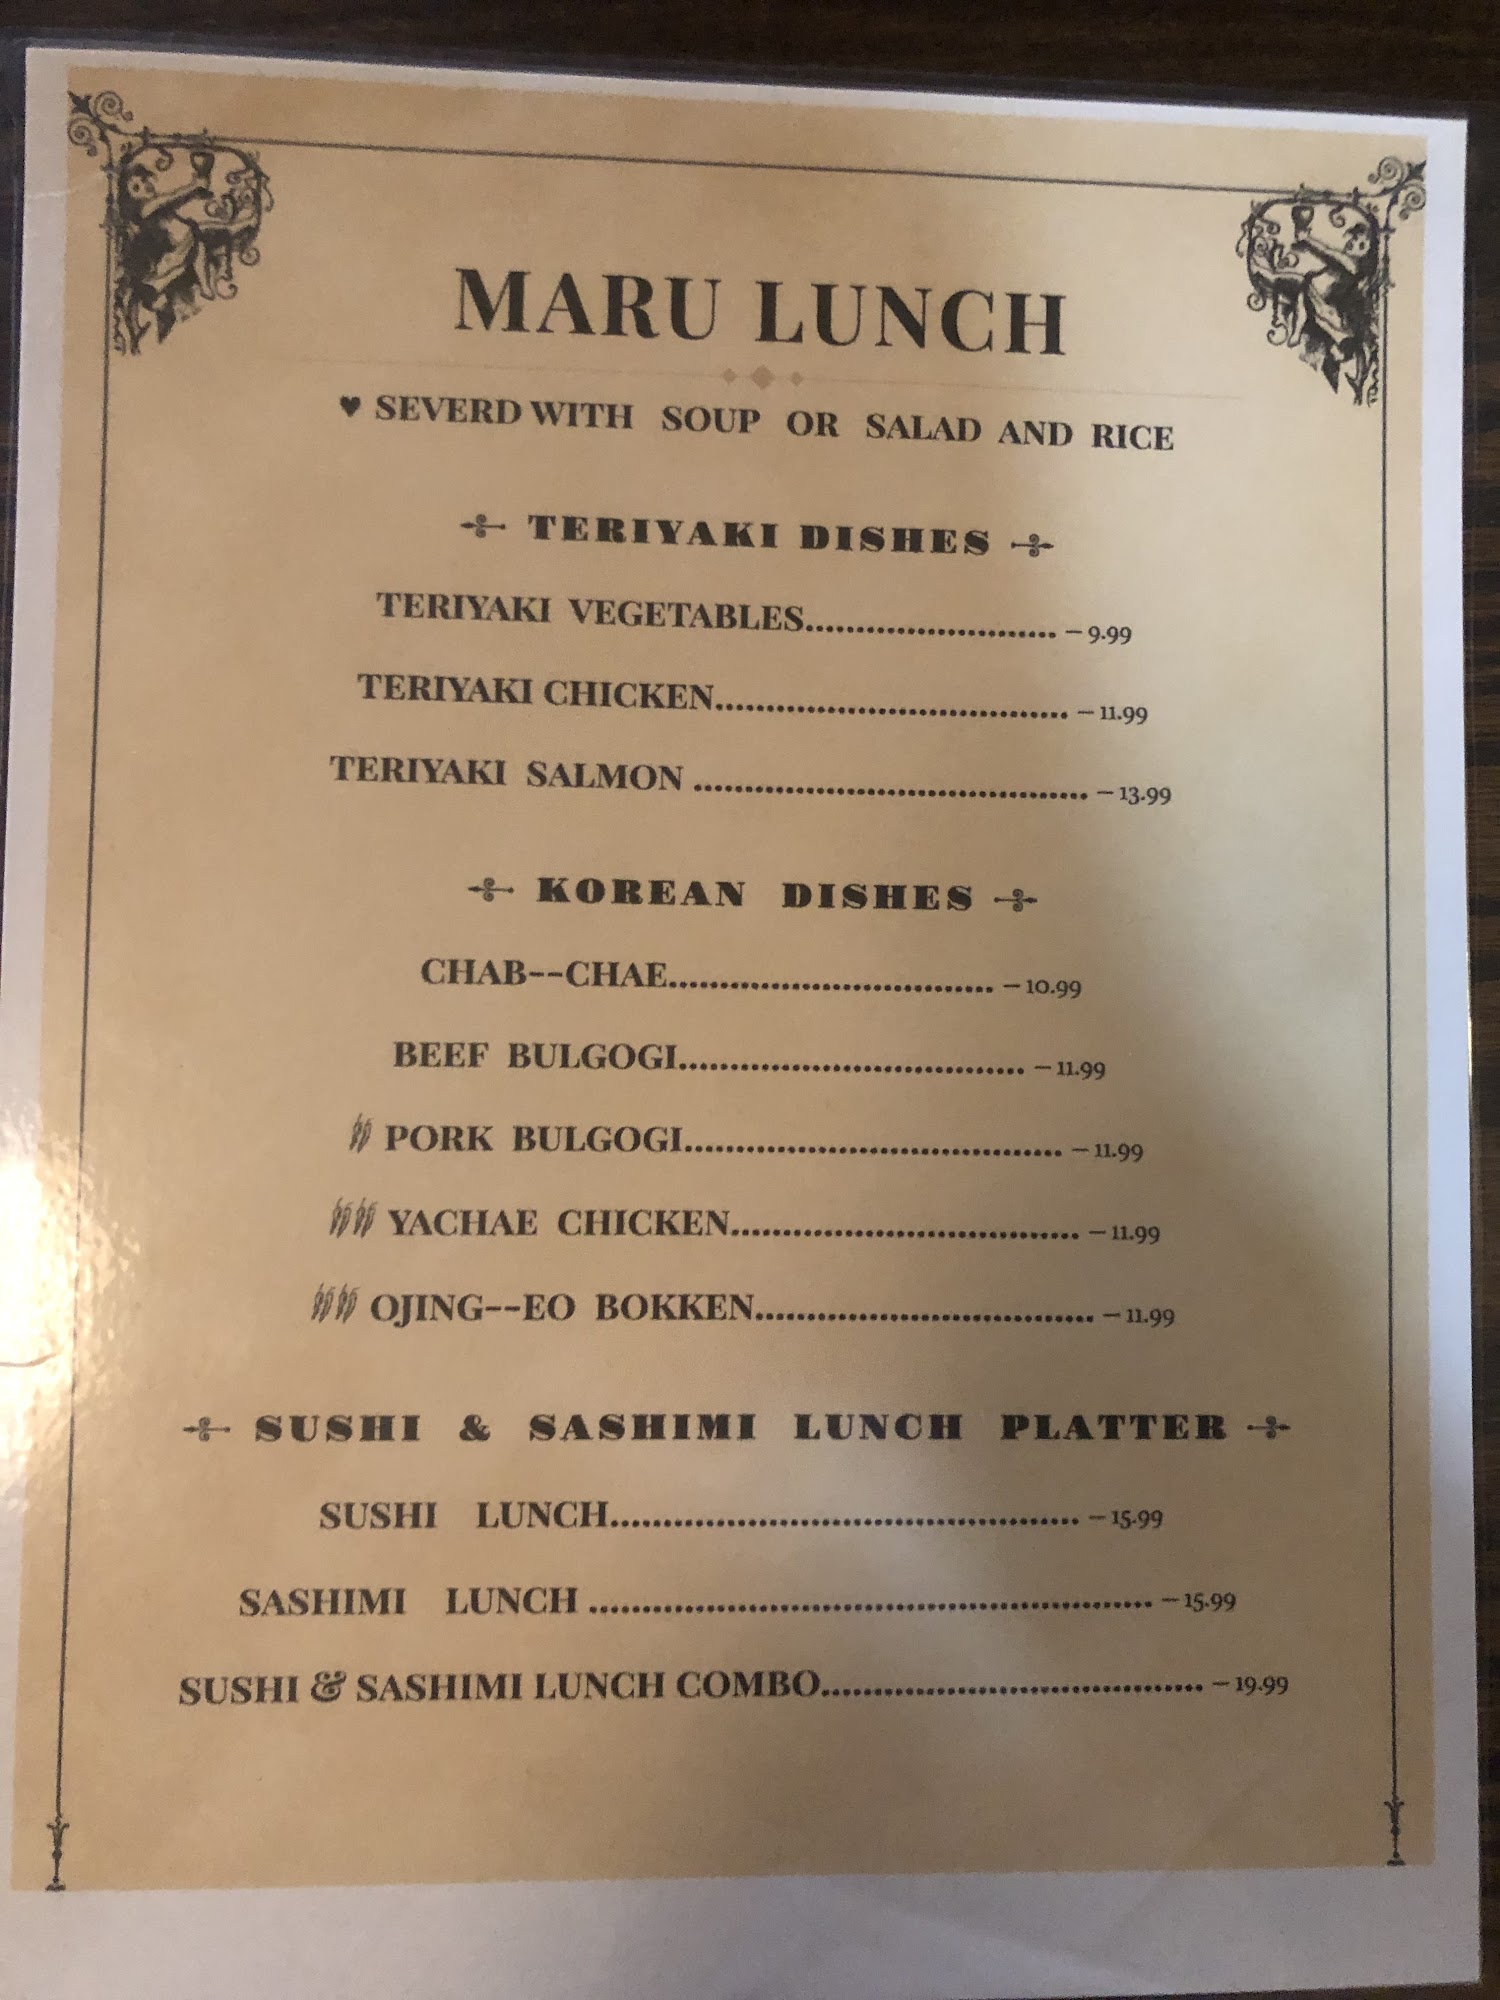 MARU LUNCH
♥ SEVERD WITH SOUP OR SALAD AND RICE
TERIYAKI DISHES
TERIYAKI VEGETABLES......................... – 9.99
TERIYAKI CHICKEN................................... – 11.99
TERIYAKI SALMON ....................................... – 13.99
KOREAN DISHES
CHAB--CHAE................................ – 10.99
BEEF BULGOGI.................................. – 11.99
PORK BULGOGI..................................... – 11.99
YACHAE CHICKEN.................................. – 11.99
OJING--EO BOKKEN................................. – 11.99
SUSHI & SASHIMI LUNCH PLATTER
SUSHI LUNCH.............................................. – 15.99
SASHIMI LUNCH ........................................................ – 15.99
SUSHI & SASHIMI LUNCH COMBO...................................... – 19.99